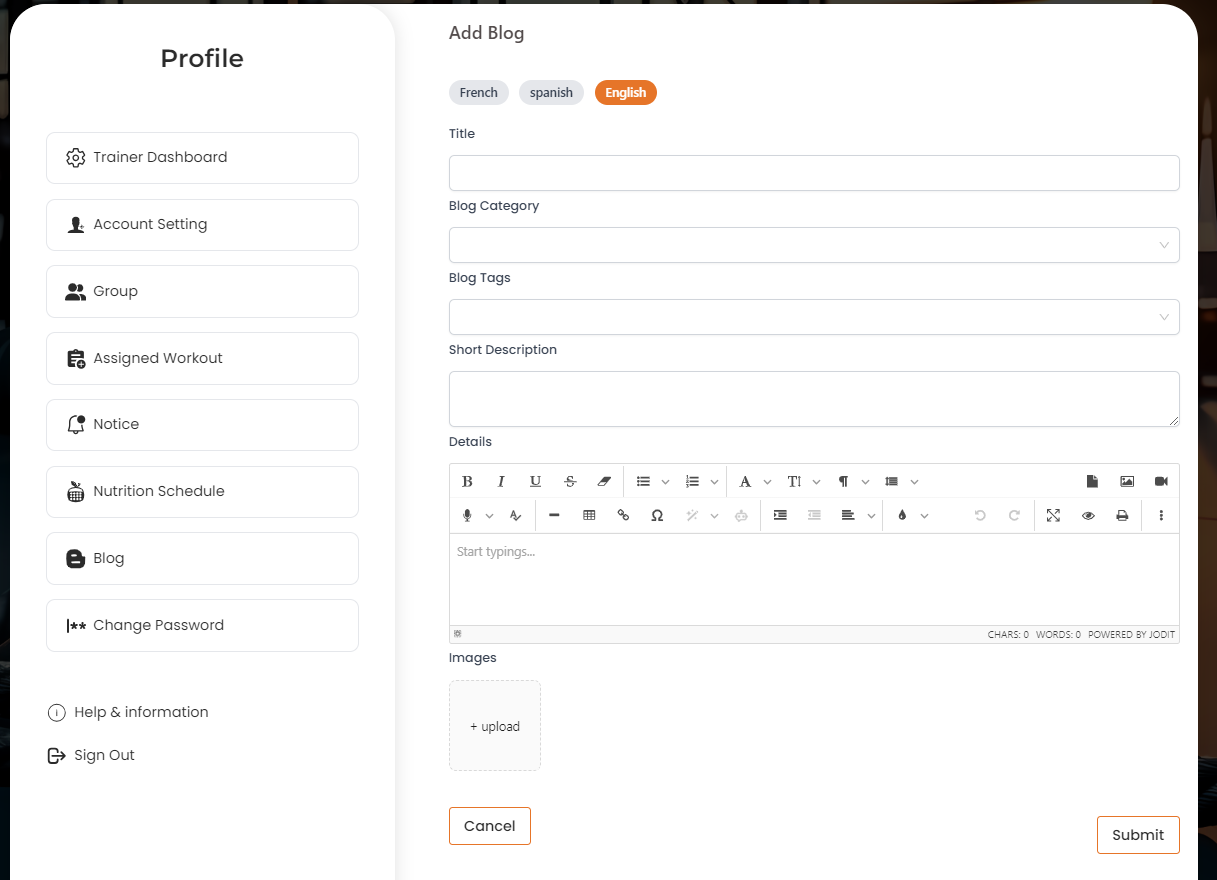 Profile
Trainer Dashboard
Account Setting
Group
Assigned Workout
Notice
Nutrition Schedule
Blog
Change Password
Help & information
Sign Out
Add Blog
French spanish English
Title
Blog Category
Blog Tags
Short Description
Details
Start typings...
CHARS: 0 WORDS: 0 POWERED BY JODIT
Images
+ upload
Cancel
Submit